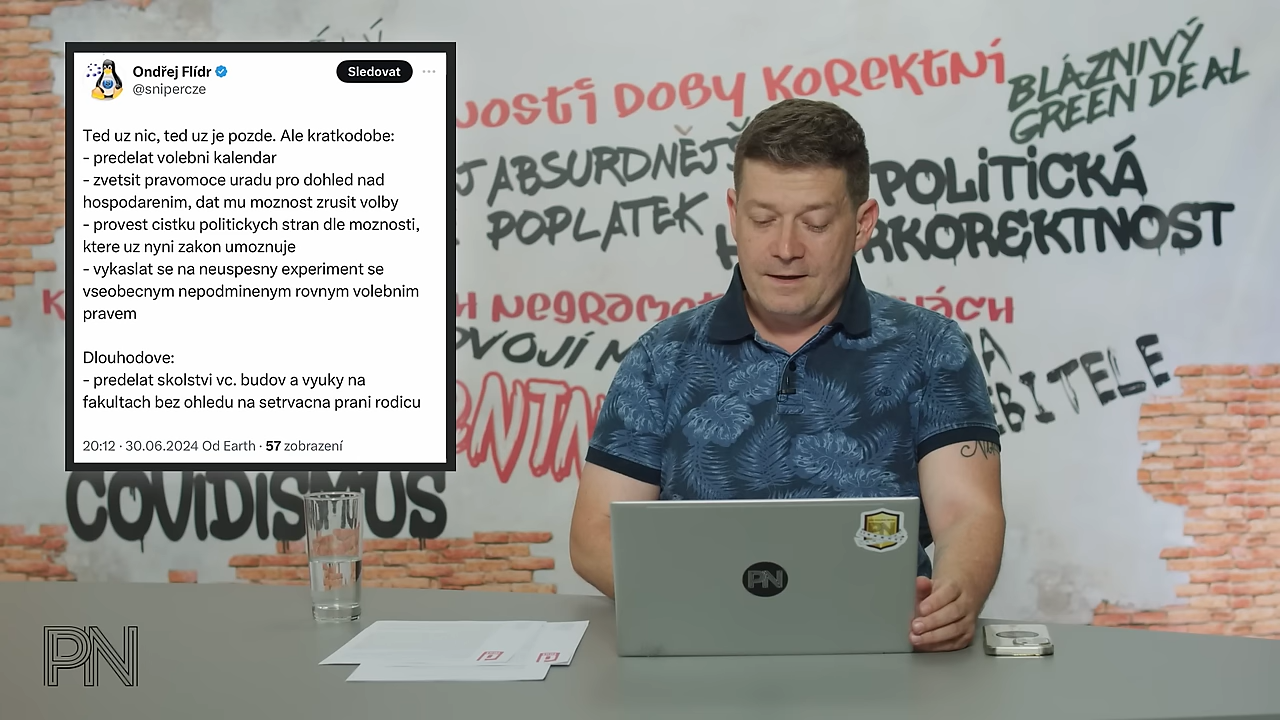 Ondřej Flídr
@snipercze
Sledovat
Ted uz nic, ted uz je pozde. Ale kratkodobe:
- predelat volebni kalendar
- zvetsit pravomoce uradu pro dohled nad
hospodarenim, dat mu moznost zrusit volby
- provest cistku politickych stran dle moznosti,
ktere uz nyni zakon umoznuje
- vykaslat se na neuspesny experiment se
vseobecnym nepodminenym rovnym volebnim
pravem
Dlouhodove:
- predelat skolstvi vc. budov a vyuky na
fakultach bez ohledu na setrvacna prani rodicu
20:12 · 30.06.2024 Od Earth · 57 zobrazení
DOBY KOREKTNÍ
BLÁZNIVÝ
GREEN DEAL
POPLATEK
POLITICKÁ
COVIDISMUS
PN
PN
PN